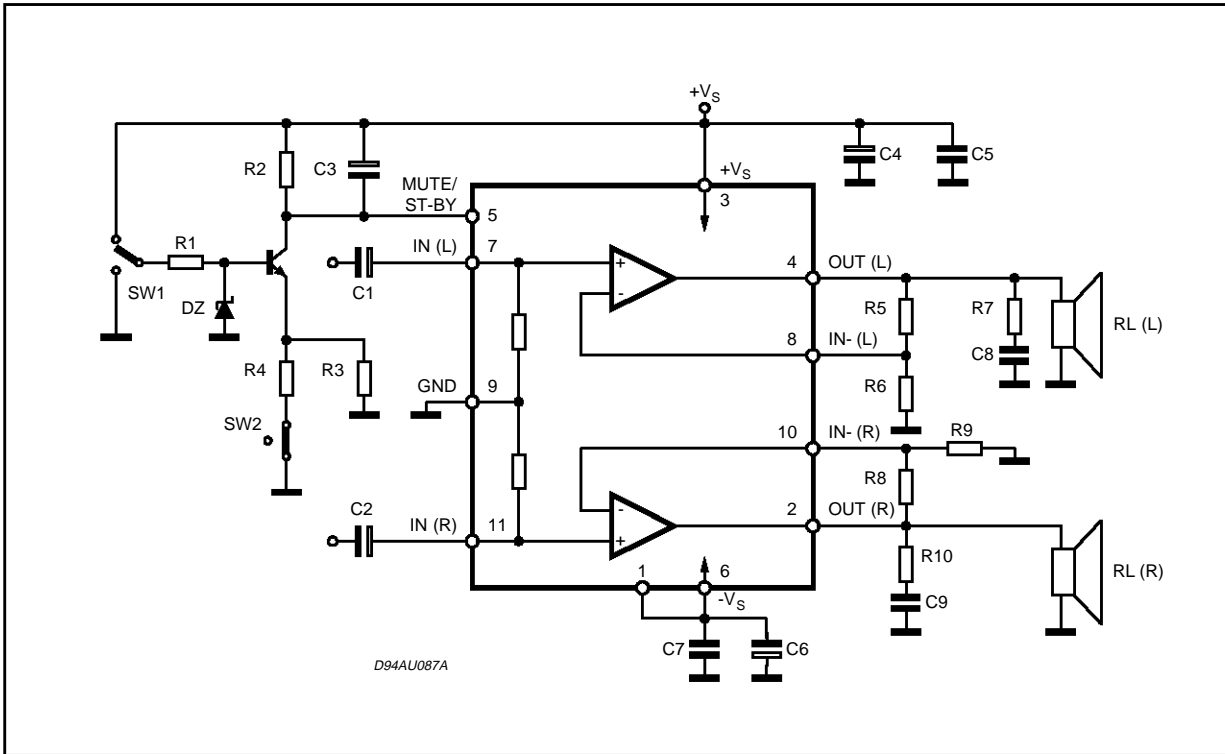 +VS
R2
C3
C4
C5
MUTE/
ST-BY
+VS
3
5
R1
IN (L)
7
4
OUT (L)
SW1
C1
+
-
DZ
R5
R7
RL (L)
8
IN- (L)
C8
R4
R3
R6
GND
9
SW2
10
IN- (R)
R9
R8
C2
IN (R)
11
-
+
2
OUT (R)
R10
RL (R)
1
6
-VS
C9
C7
C6
D94AU087A